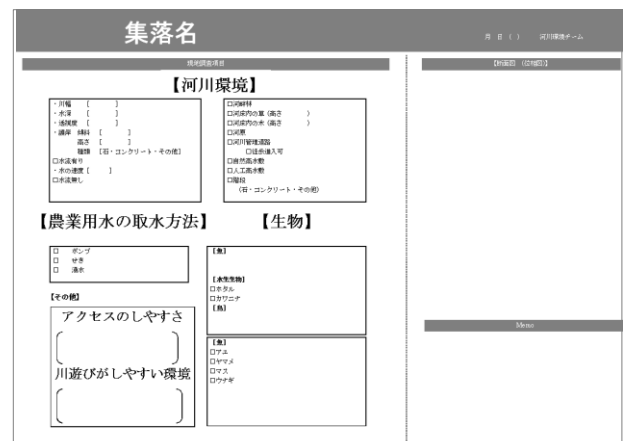 集落名
月 日 ( ) 河川環境チーム
現地調査項目
【河川環境】
・川幅 [ ]
・水深 [ ]
・透視度 [ ]
・護岸 傾斜 [ ]
高さ [ ]
種類 [石・コンクリート・その他]
□水流有り
・水の速度 [ ]
□水流無し
□河畔林
□河床内の草 (高さ )
□河床内の木 (高さ )
□河原
□河川管理道路
□徒歩進入可
□自然高水敷
□人工高水敷
□階段
(石・コンクリート・その他)
【農業用水の取水方法】
□ ポンプ
□ せき
□ 湧水
【その他】
アクセスのしやすさ
川遊びがしやすい環境
【生物】
【魚】
【水生生物】
□ホタル
□カワニナ
【鳥】
【魚】
□アユ
□ヤマメ
□マス
□ウナギ
【断面図 (位相図)】
Memo